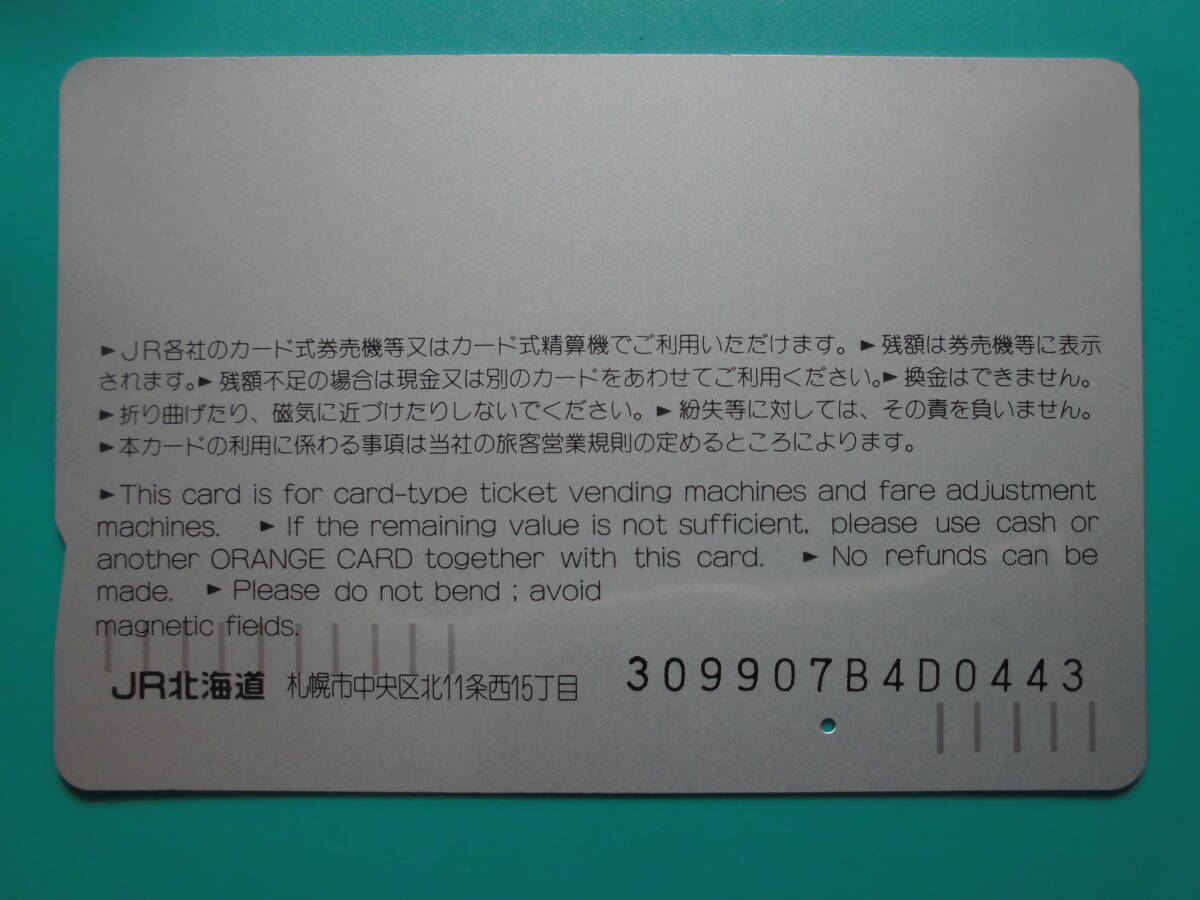 ►JR各社のカード式券売機等又はカード式精算機でご利用いただけます。►残額は券売機等に表示
されます。►残額不足の場合は現金又は別のカードをあわせてご利用ください。►換金はできません。
►折り曲げたり、磁気に近づけたりしないでください。►紛失等に対しては、その責を負いません。
►本カードの利用に係わる事項は当社の旅客営業規則の定めるところによります。
►This card is for card-type ticket vending machines and fare adjustment
machines. ►If the remaining value is not sufficient, please use cash or
another ORANGE CARD together with this card. ►No refunds can be
made. ►Please do not bend ; avoid
magnetic fields.
JR北海道 札幌市中央区北11条西15丁目 309907B4D0443